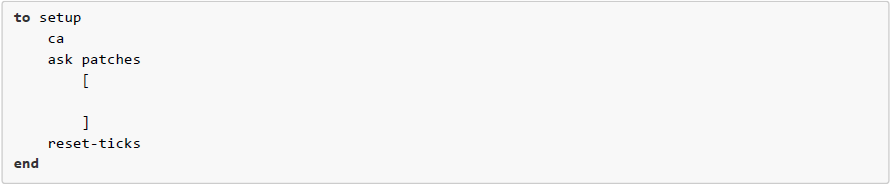 to setup
ca
ask patches
[
]
reset-ticks
end